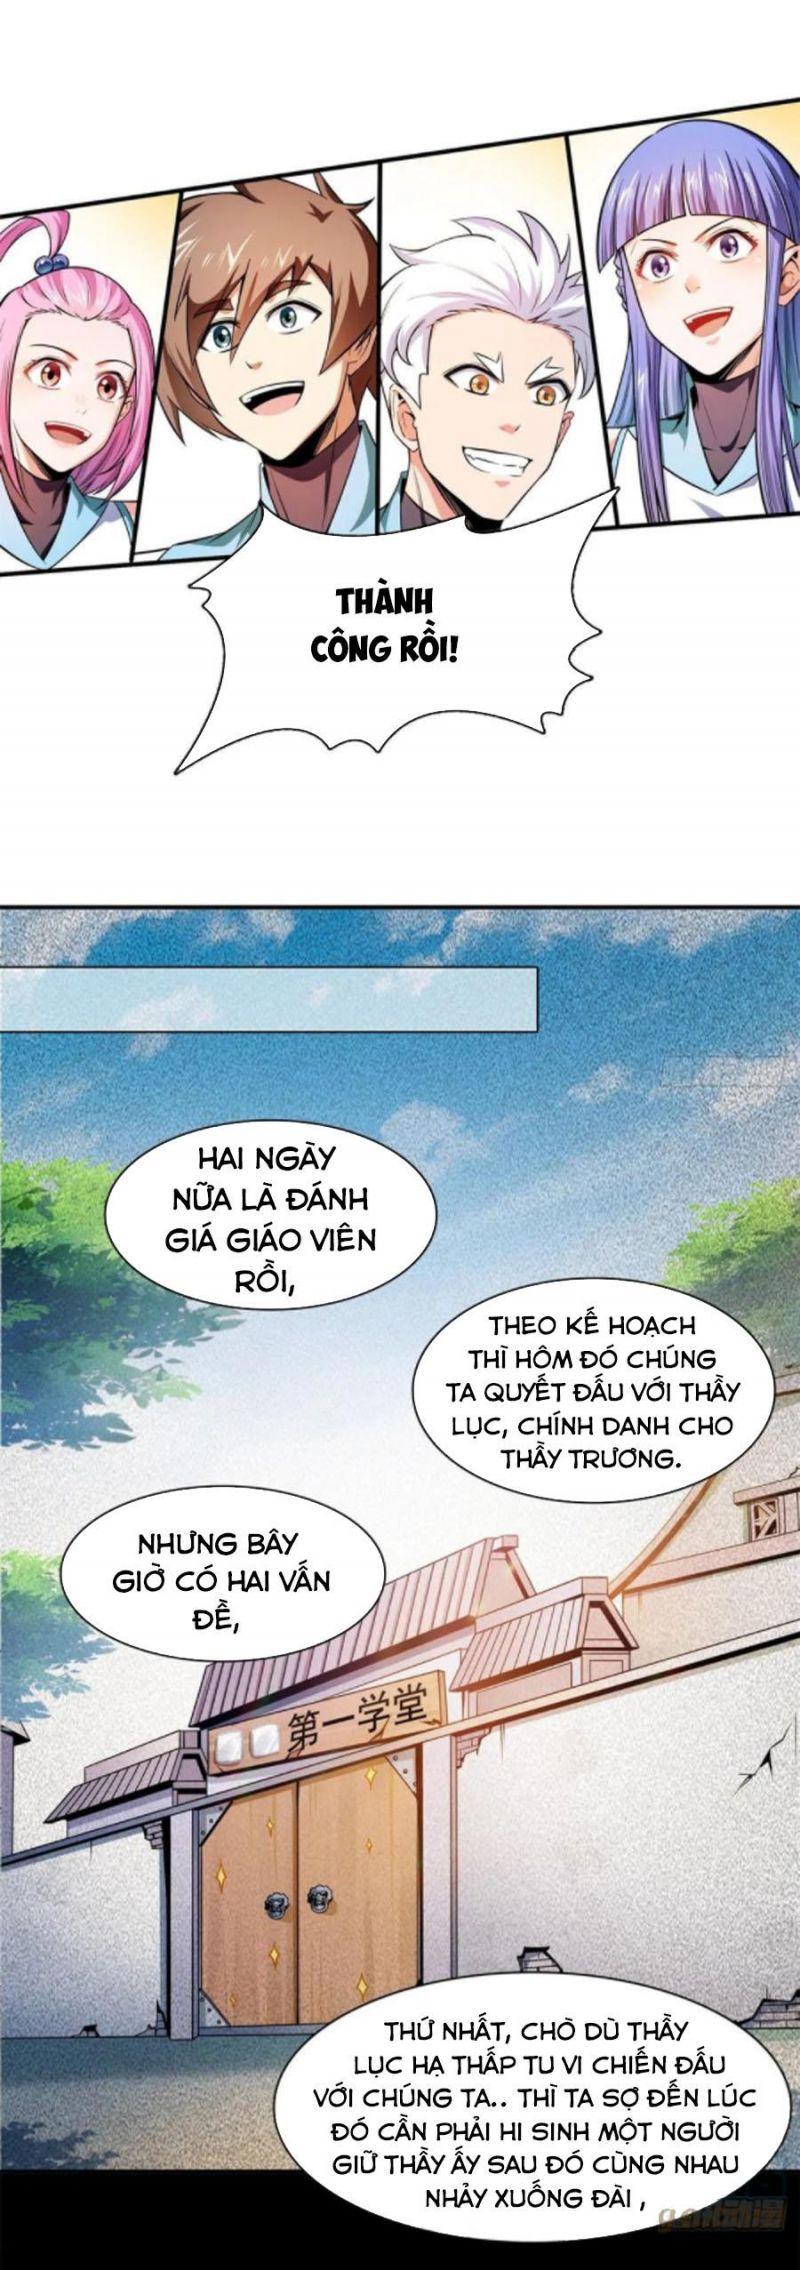 THÀNH
CÔNG RỒI!
HAI NGÀY
NỮA LÀ ĐÁNH
GIÁ GIÁO VIÊN
RỒI,
THEO KẾ HOẠCH
THÌ HÔM ĐÓ CHÚNG
TA QUYẾT ĐẤU VỚI THẦY
LỤC, CHÍNH DANH CHO
THẦY TRƯƠNG.
NHƯNG BÂY
GIỜ CÓ HAI VẤN
ĐỀ,
第一学堂
THỨ NHẤT, CHÒ DÙ THẦY
LỤC HẠ THẤP TU VI CHIẾN ĐẤU
VỚI CHÚNG TA.. THÌ TA SỢ ĐẾN LÚC
ĐÓ CẦN PHẢI HI SINH MỘT NGƯỜI
GIỮ THẦY ẤY SAU ĐÓ CÙNG NHAU
NHẢY XUỐNG ĐÀI ,